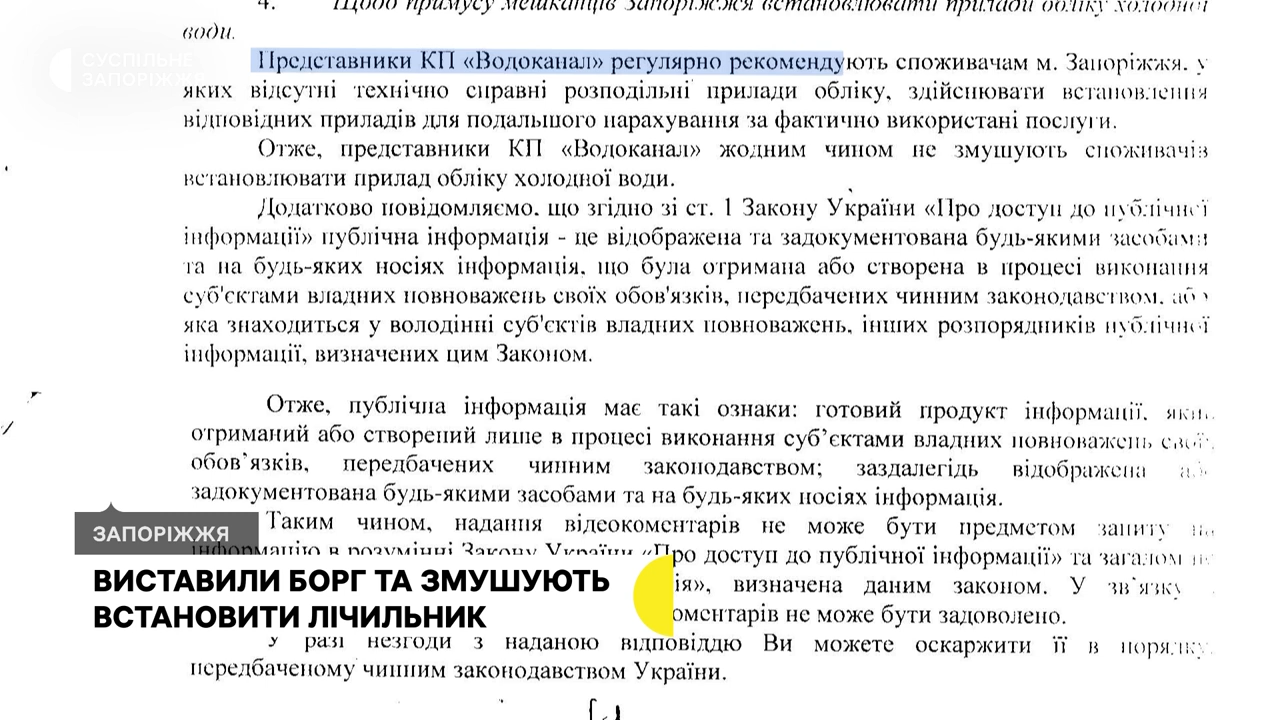 4. Щодо примусу мешканців Запоріжжя встановлювати прилади обліку холодної
води.
СУСПІЛЬНЕ
ЗАПОРІЖЖЯ
Представники КП «Водоканал» регулярно рекомендують споживачам м. Запоріжжя, у
яких відсутні технічно справні розподільні прилади обліку, здійснювати встановлення
відповідних приладів для подальшого нарахування за фактично використані послуги.
Отже, представники КП «Водоканал» жодним чином не змушують споживачів
встановлювати прилад обліку холодної води.
Додатково повідомляємо, що згідно зі ст. 1 Закону України «Про доступ до публічної
інформації» публічна інформація - це відображена та задокументована будь-якими засобами
та на будь-яких носіях інформація, що була отримана або створена в процесі виконання
суб'єктами владних повноважень своїх обов'язків, передбачених чинним законодавством, або
яка знаходиться у володінні суб'єктів владних повноважень, інших розпорядників публічної
інформації, визначених цим Законом.
Отже, публічна інформація має такі ознаки: готовий продукт інформації, який
отриманий або створений лише в процесі виконання суб’єктами владних повноважень своїх
обов’язків, передбачених чинним законодавством; заздалегідь відображена або
задокументована будь-якими засобами та на будь-яких носіях інформація.
Таким чином, надання відеокоментарів не може бути предметом запиту на
інформацію в розумінні Закону України «Про доступ до публічної інформації» та загалом не
ія», визначена даним законом. У зв`язку
оментарів не може бути задоволено.
У разі незгоди з наданою відповіддю Ви можете оскаржити її в порядку,
передбаченому чинним законодавством України.
ЗАПОРІЖЖЯ
ВИСТАВИЛИ БОРГ ТА ЗМУШУЮТЬ
ВСТАНОВИТИ ЛІЧИЛЬНИК